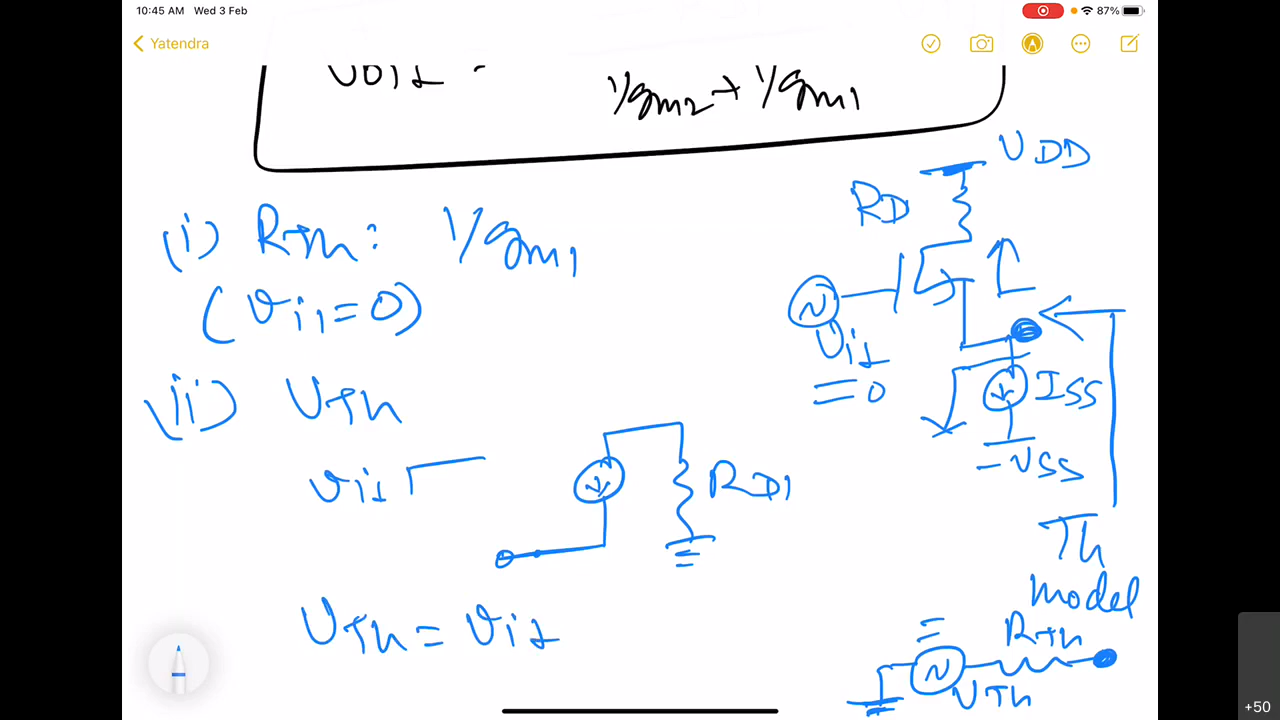 10:45 AM Wed 3 Feb
87%
Yatendra
1/gm2 + 1/gm1
VDD
RD
(i) RTh : 1/gm1
(vi1 = 0)
vi1
= 0
ISS
-VSS
(ii) VTh
vi1
RD1
Th
model
VTh = vi1
RTh
VTh
+50